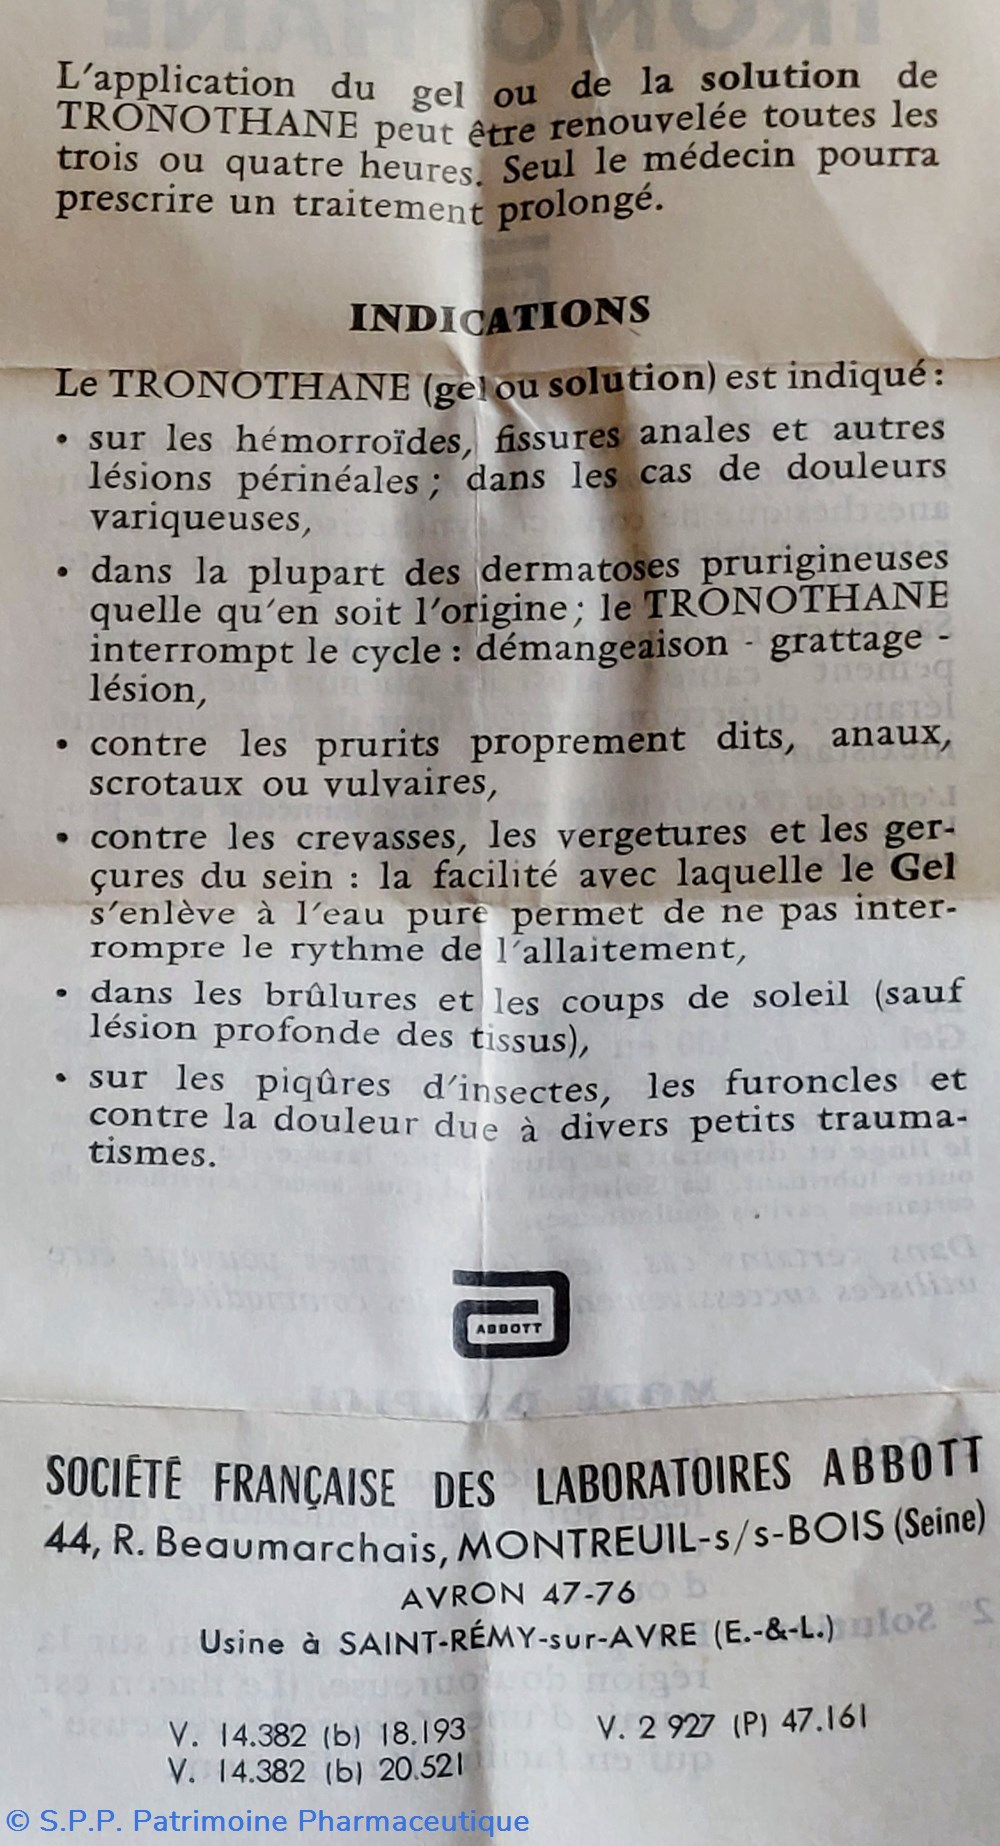 L'application du gel ou de la solution de
TRONOTHANE peut être renouvelée toutes les
trois ou quatre heures. Seul le médecin pourra
prescrire un traitement prolongé.
INDICATIONS
Le TRONOTHANE (gel ou solution) est indiqué :
• sur les hémorroïdes, fissures anales et autres
lésions périnéales ; dans les cas de douleurs
variqueuses,
• dans la plupart des dermatoses prurigineuses
quelle qu'en soit l'origine ; le TRONOTHANE
interrompt le cycle : démangeaison - grattage -
lésion,
• contre les prurits proprement dits, anaux,
scrotaux ou vulvaires,
• contre les crevasses, les vergetures et les ger-
çures du sein : la facilité avec laquelle le Gel
s'enlève à l'eau pure permet de ne pas inter-
rompre le rythme de l'allaitement,
• dans les brûlures et les coups de soleil (sauf
lésion profonde des tissus),
• sur les piqûres d'insectes, les furoncles et
contre la douleur due à divers petits trauma-
tismes.
ABBOTT
SOCIÉTÉ FRANÇAISE DES LABORATOIRES ABBOTT
44, R. Beaumarchais, MONTREUIL-s/s-BOIS (Seine)
AVRON 47-76
Usine à SAINT-RÉMY-sur-AVRE (E.-&-L.)
V. 14.382 (b) 18.193 V. 2 927 (P) 47.161
V. 14.382 (b) 20.521
© S.P.P. Patrimoine Pharmaceutique